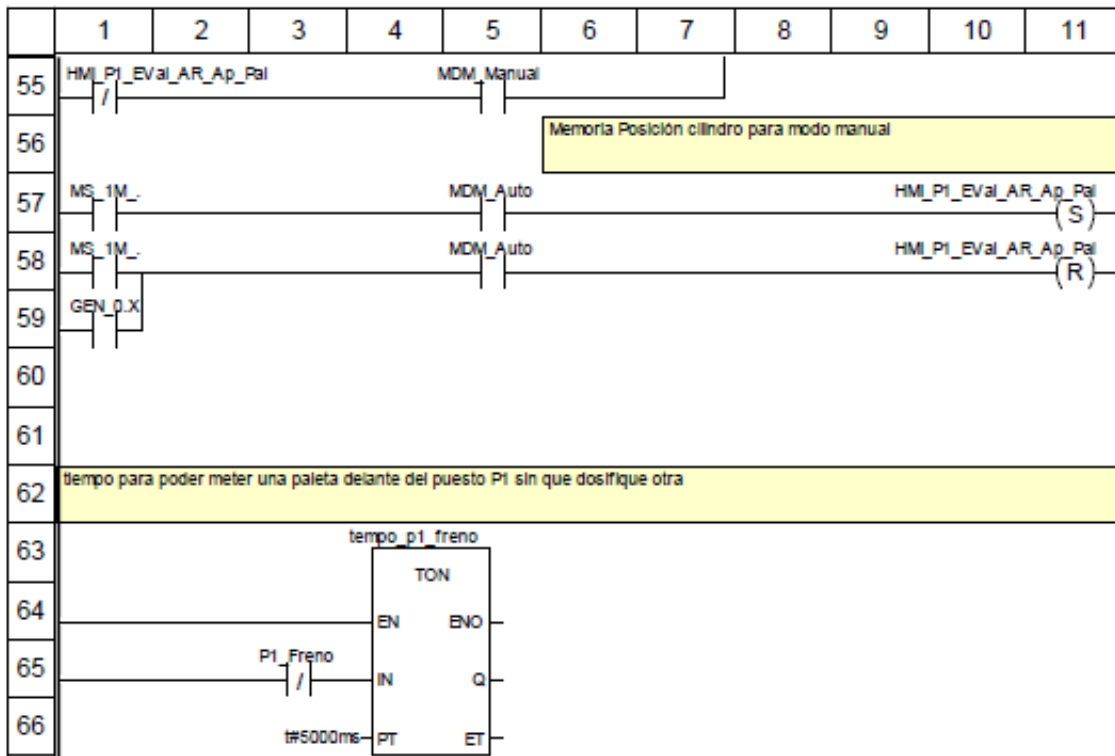 1 2 3 4 5 6 7 8 9 10 11
55 HMI_P1_EVal_AR_Ap_Pal MDM_Manual
/
56 Memoria Posición cilindro para modo manual
57 MS_1M_. MDM_Auto HMI_P1_EVal_AR_Ap_Pal
S
58 MS_1M_. MDM_Auto HMI_P1_EVal_AR_Ap_Pal
R
59 GEN_0.X
60
61
62 tiempo para poder meter una paleta delante del puesto P1 sin que dosifique otra
63 tempo_p1_freno
TON
64 EN ENO
65 P1_Freno
/ IN Q
66 t#5000ms PT ET